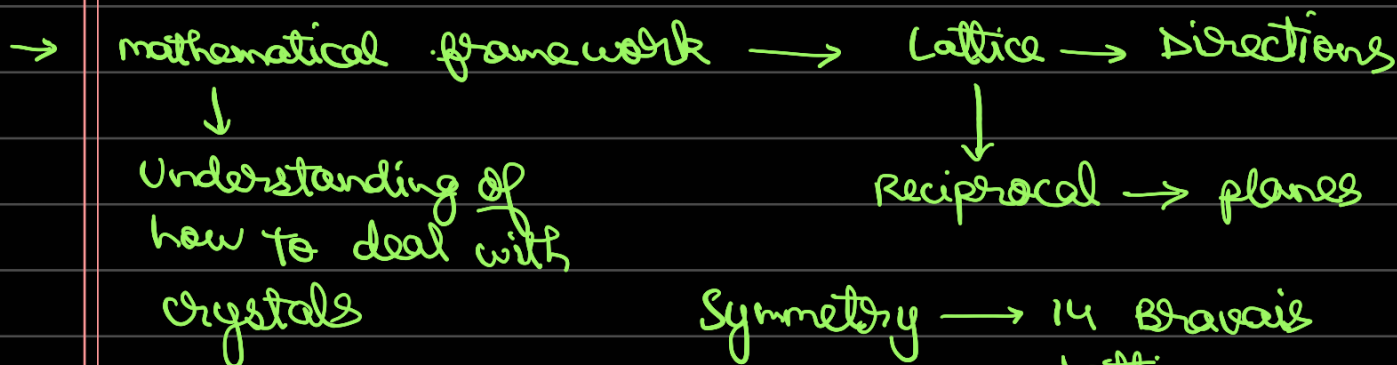 → mathematical framework → Lattice → Directions
↓ ↓
Understanding of Reciprocal → planes
how to deal with
crystals Symmetry → 14 Bravais